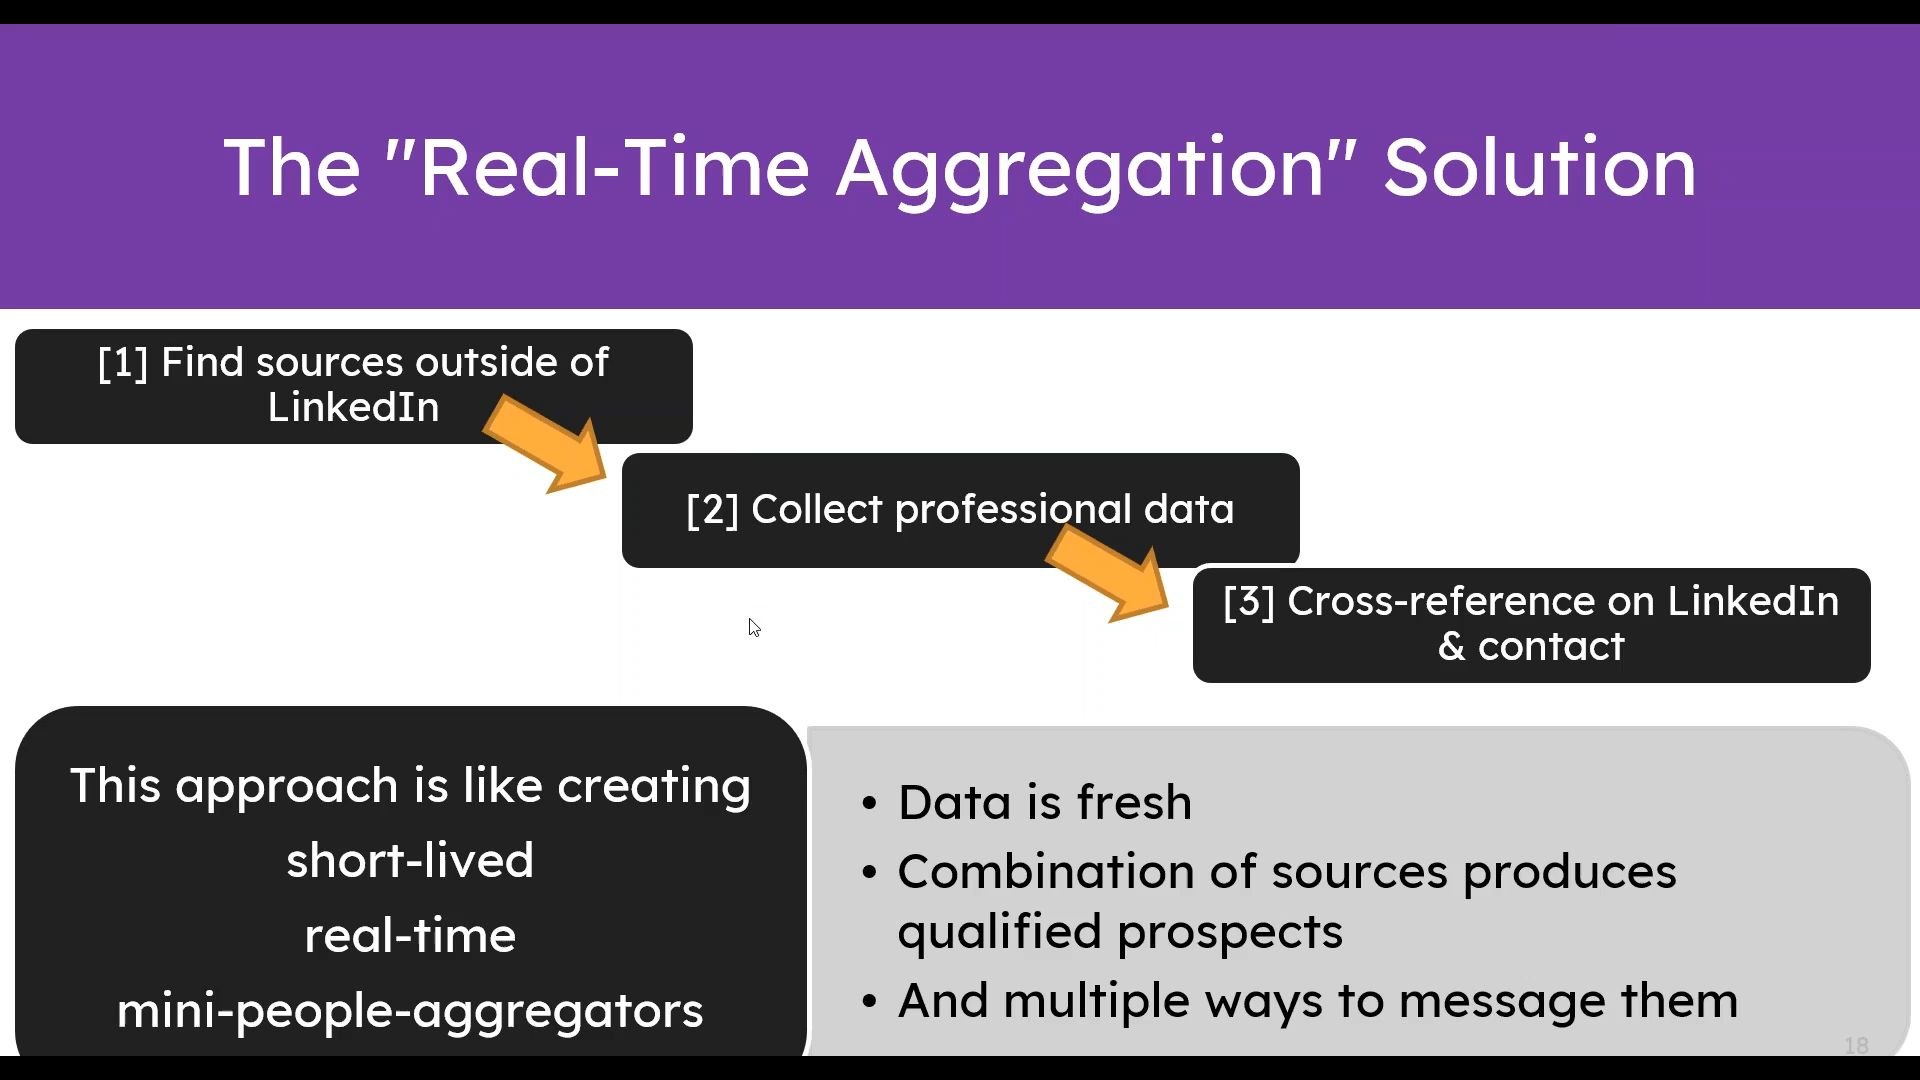 The "Real-Time Aggregation" Solution
[1] Find sources outside of
LinkedIn
[2] Collect professional data
[3] Cross-reference on LinkedIn
& contact
This approach is like creating
short-lived
real-time
mini-people-aggregators
• Data is fresh
• Combination of sources produces
qualified prospects
• And multiple ways to message them
18